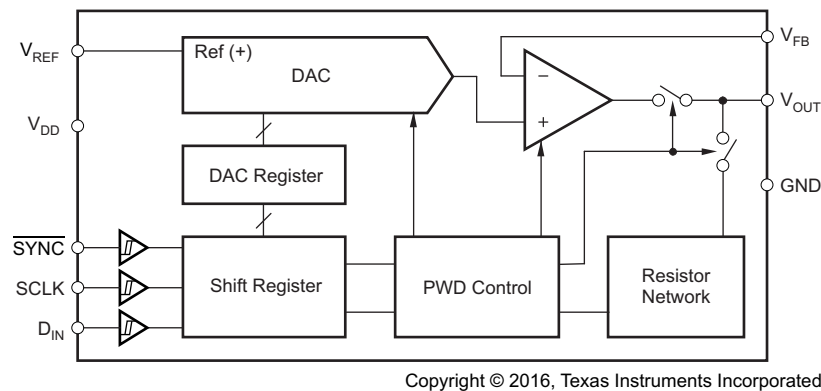 V_REF
Ref (+)
DAC
V_FB
−
+
V_OUT
V_DD
DAC Register
GND
S̅Y̅N̅C̅
SCLK
D_IN
Shift Register
PWD Control
Resistor
Network
Copyright © 2016, Texas Instruments Incorporated